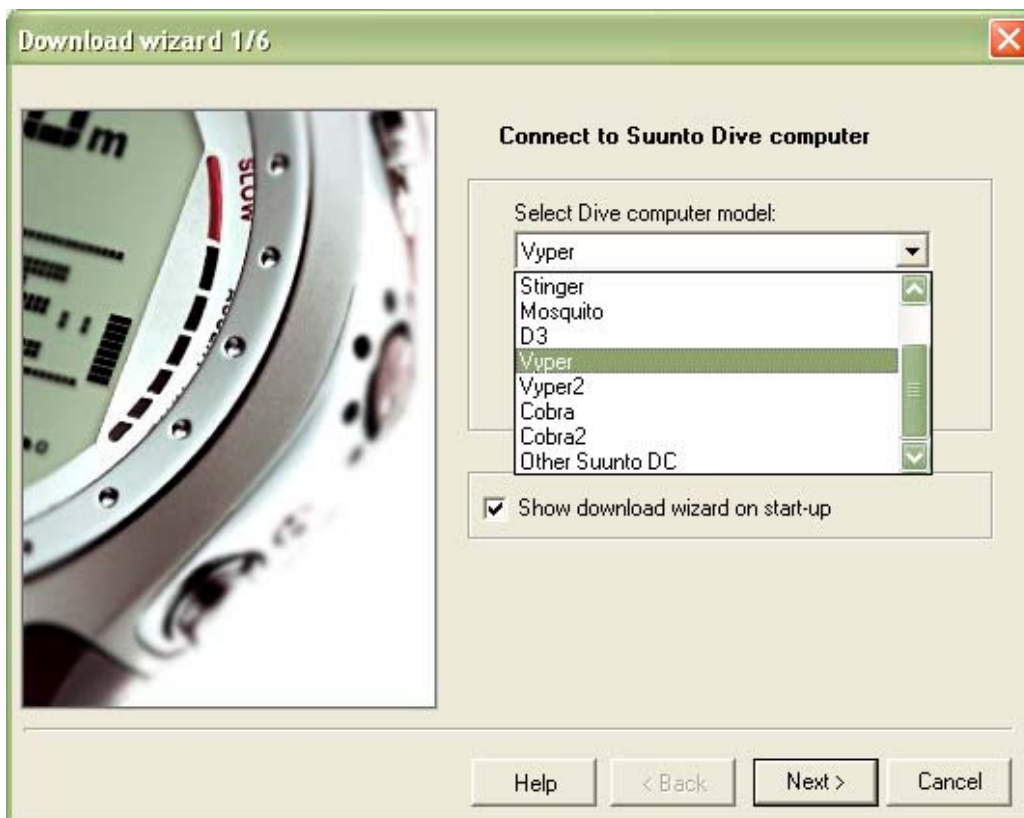 Download wizard 1/6
m
SLOW
Connect to Suunto Dive computer
Select Dive computer model:
Vyper
Stinger
Mosquito
D3
Vyper
Vyper2
Cobra
Cobra2
Other Suunto DC
Show download wizard on start-up
Help
< Back
Next >
Cancel